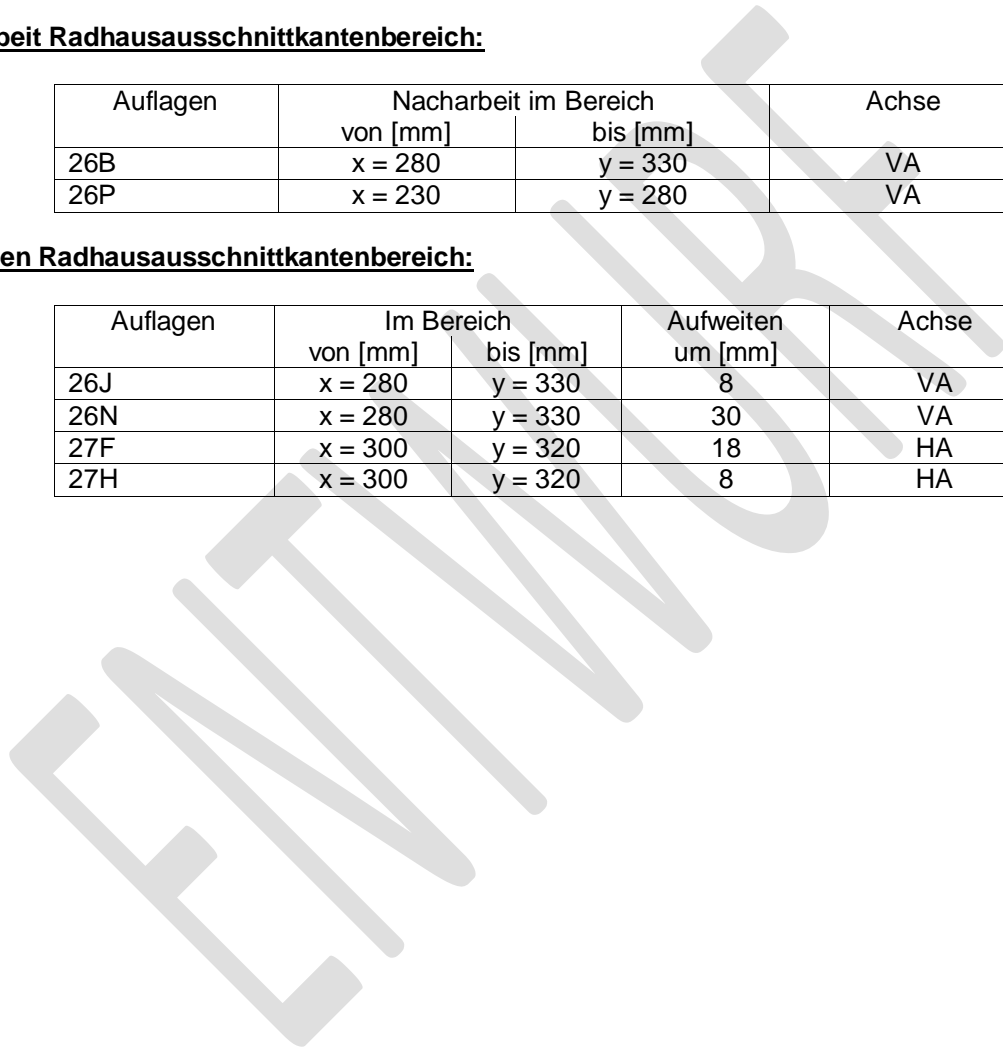 beit Radhausausschnittkantenbereich:
Auflagen Nacharbeit im Bereich Achse
von [mm] bis [mm]
26B x = 280 y = 330 VA
26P x = 230 y = 280 VA
en Radhausausschnittkantenbereich:
Auflagen Im Bereich Aufweiten Achse
von [mm] bis [mm] um [mm]
26J x = 280 y = 330 8 VA
26N x = 280 y = 330 30 VA
27F x = 300 y = 320 18 HA
27H x = 300 y = 320 8 HA
ENTWURF